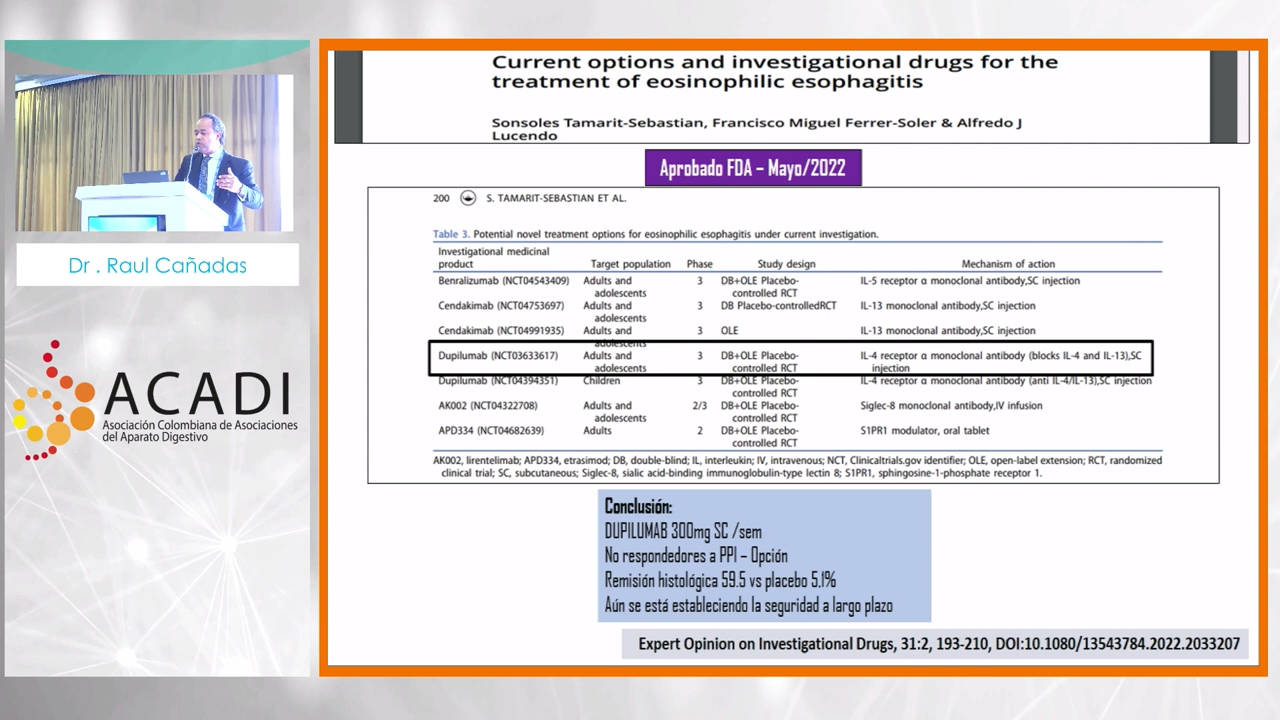 Current options and investigational drugs for the
treatment of eosinophilic esophagitis
Sonsoles Tamarit-Sebastian, Francisco Miguel Ferrer-Soler & Alfredo J
Lucendo
Aprobado FDA – Mayo/2022
200 S. TAMARIT-SEBASTIAN ET AL.
Table 3. Potential novel treatment options for eosinophilic esophagitis under current investigation.
Investigational medicinal
product Target population Phase Study design Mechanism of action
Benralizumab (NCT04543409) Adults and 3 DB+OLE Placebo- IL-5 receptor α monoclonal antibody,SC injection
adolescents controlled RCT
Cendakimab (NCT04753697) Adults and 3 DB Placebo-controlledRCT IL-13 monoclonal antibody,SC injection
adolescents
Cendakimab (NCT04991935) Adults and 3 OLE IL-13 monoclonal antibody,SC injection
adolescents
Dupilumab (NCT03633617) Adults and 3 DB+OLE Placebo- IL-4 receptor α monoclonal antibody (blocks IL-4 and IL-13),SC
adolescents controlled RCT injection
Dupilumab (NCT04394351) Children 3 DB+OLE Placebo- IL-4 receptor α monoclonal antibody (anti IL-4/IL-13),SC injection
controlled RCT
AK002 (NCT04322708) Adults and 2/3 DB+OLE Placebo- Siglec-8 monoclonal antibody,IV infusion
adolescents controlled RCT
APD334 (NCT04682639) Adults 2 DB+OLE Placebo- S1PR1 modulator, oral tablet
controlled RCT
AK002, lirentelimab; APD334, etrasimod; DB, double-blind; IL, interleukin; IV, intravenous; NCT, Clinicaltrials.gov identifier; OLE, open-label extension; RCT, randomized
clinical trial; SC, subcutaneous; Siglec-8, sialic acid-binding immunoglobulin-type lectin 8; S1PR1, sphingosine-1-phosphate receptor 1.
Conclusión:
DUPILUMAB 300mg SC /sem
No respondedores a PPI – Opción
Remisión histológica 59.5 vs placebo 5,1%
Aún se está estableciendo la seguridad a largo plazo
Expert Opinion on Investigational Drugs, 31:2, 193-210, DOI:10.1080/13543784.2022.2033207
Dr . Raul Cañadas
ACADI
Asociación Colombiana de Asociaciones
del Aparato Digestivo